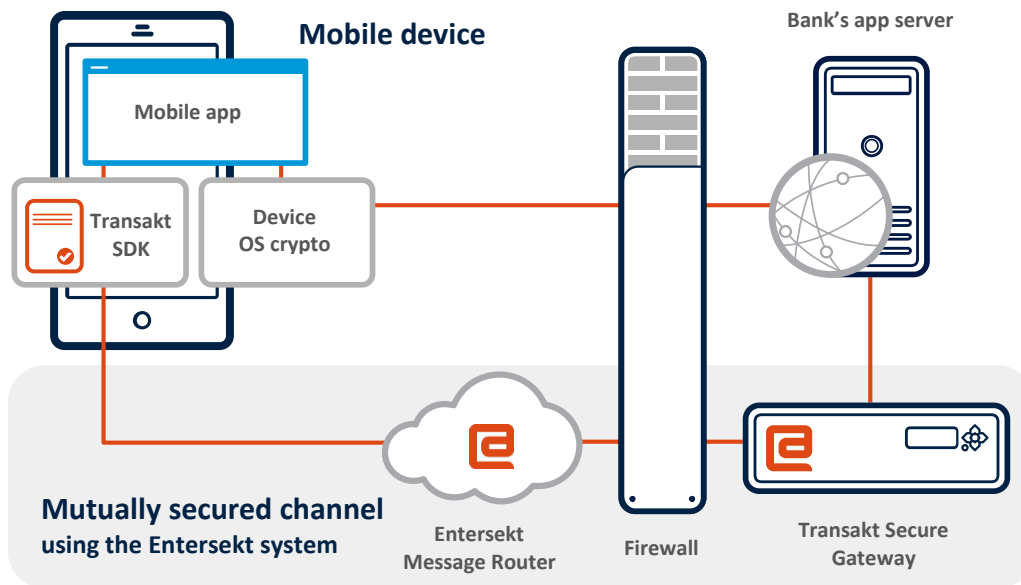 Bank's app server
Mobile device
Mobile app
Transakt
SDK
Device
OS crypto
Mutually secured channel
using the Entersekt system
Entersekt
Message Router
Firewall
Transakt Secure
Gateway